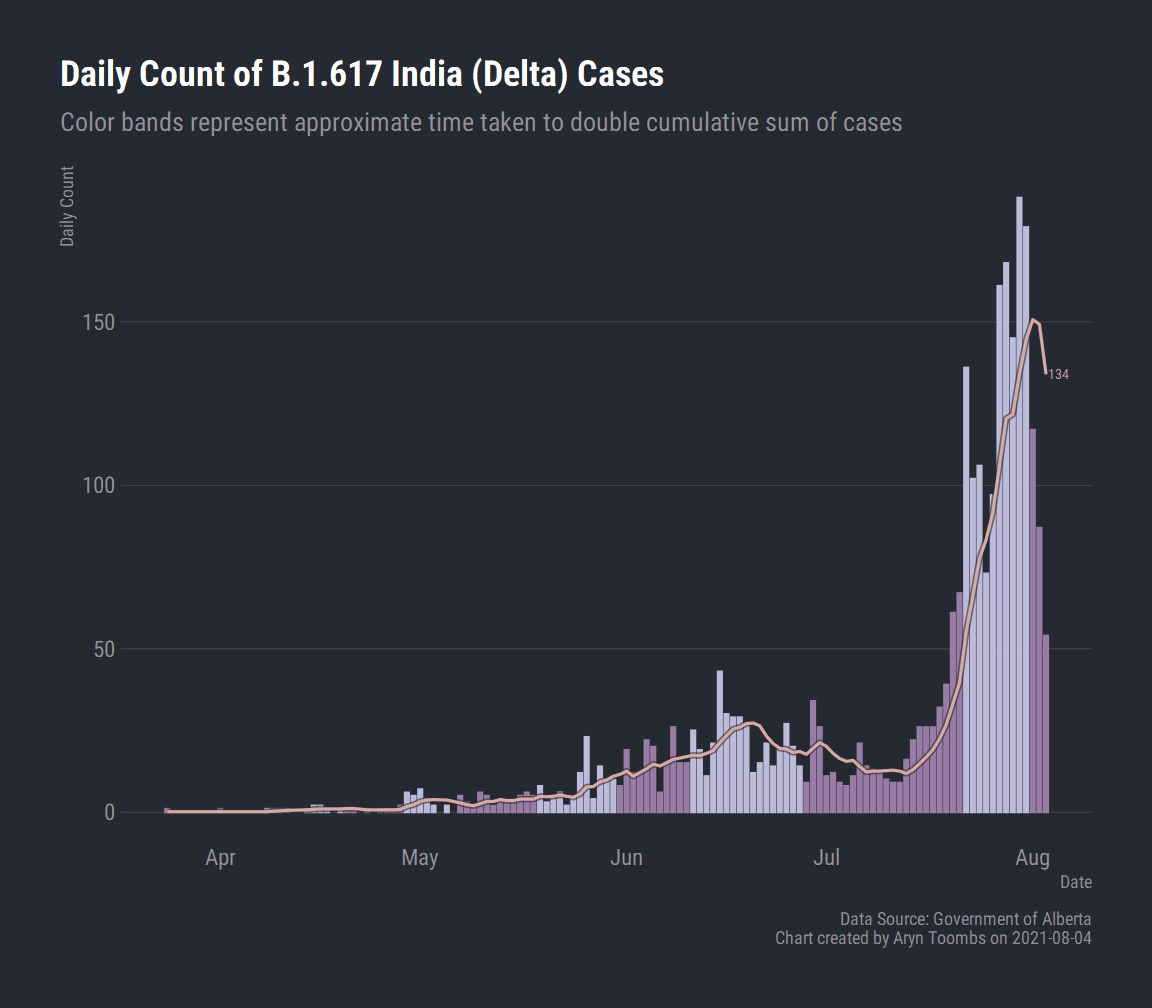 Daily Count of B.1.617 India (Delta) Cases
Color bands represent approximate time taken to double cumulative sum of cases
Daily Count
150
134
100
50
0
Apr May Jun Jul Aug
Date
Data Source: Government of Alberta
Chart created by Aryn Toombs on 2021-08-04